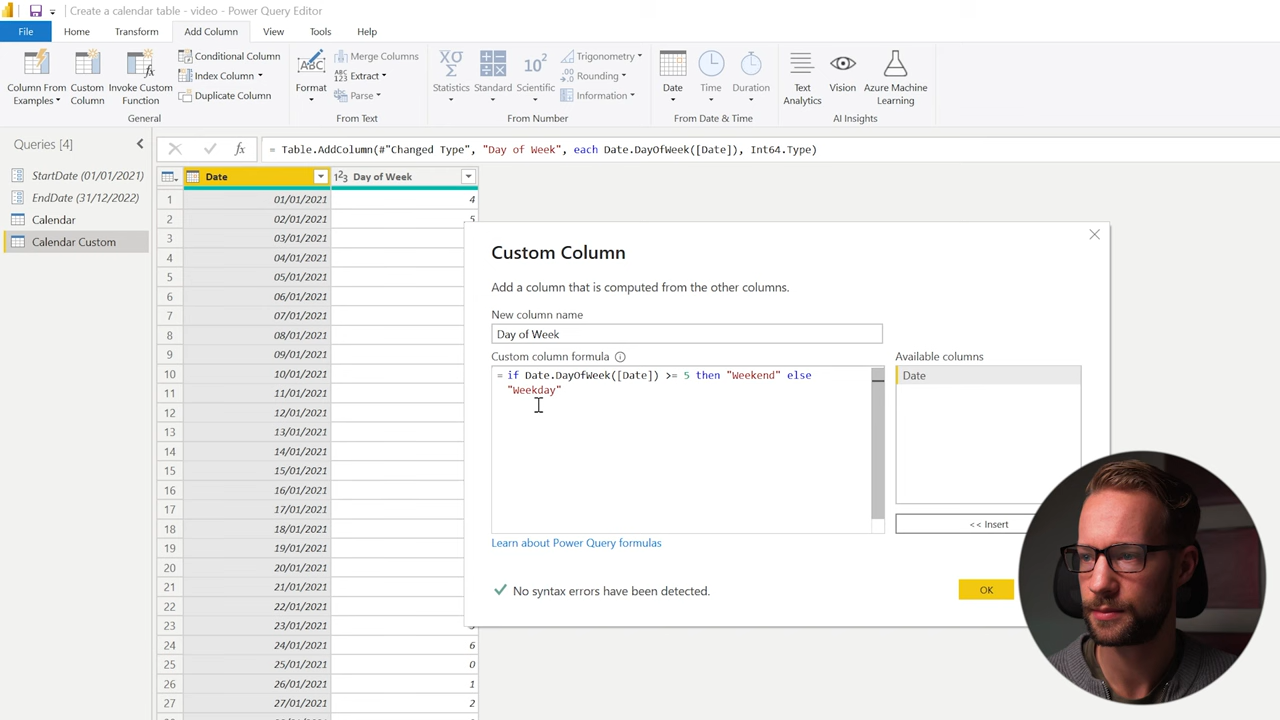 Create a calendar table - video - Power Query Editor
File Home Transform Add Column View Tools Help
Column From Examples
Custom Column
Invoke Custom Function
Conditional Column
Index Column
Duplicate Column
General
Format
Merge Columns
Extract
Parse
From Text
Statistics
Standard
Scientific
10²
Trigonometry
Rounding
Information
From Number
Date
Time
Duration
From Date & Time
Text Analytics
Vision
Azure Machine Learning
AI Insights
Queries [4]
fx = Table.AddColumn(#"Changed Type", "Day of Week", each Date.DayOfWeek([Date]), Int64.Type)
StartDate (01/01/2021)
EndDate (31/12/2022)
Calendar
Calendar Custom
Date 1²3 Day of Week
1 01/01/2021 4
2 02/01/2021 5
3 03/01/2021
4 04/01/2021
5 05/01/2021
6 06/01/2021
7 07/01/2021
8 08/01/2021
9 09/01/2021
10 10/01/2021
11 11/01/2021
12 12/01/2021
13 13/01/2021
14 14/01/2021
15 15/01/2021
16 16/01/2021
17 17/01/2021
18 18/01/2021
19 19/01/2021
20 20/01/2021
21 21/01/2021
22 22/01/2021
23 23/01/2021
24 24/01/2021 6
25 25/01/2021 0
26 26/01/2021 1
27 27/01/2021 2
Custom Column
Add a column that is computed from the other columns.
New column name
Day of Week
Custom column formula
= if Date.DayOfWeek([Date]) >= 5 then "Weekend" else
"Weekday"
Available columns
Date
<< Insert
Learn about Power Query formulas
No syntax errors have been detected.
OK